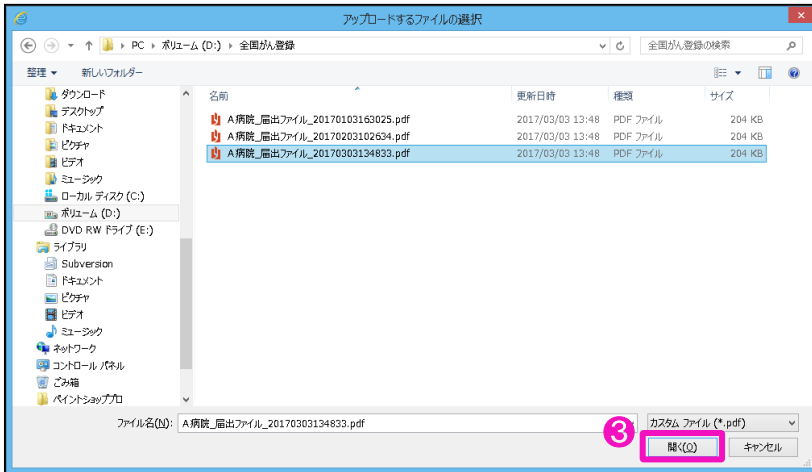 アップロードするファイルの選択
PC ▸ ボリューム (D:) ▸ 全国がん登録
全国がん登録の検索
整理 ▼ 新しいフォルダー
名前 更新日時 種類 サイズ
ダウンロード
デスクトップ
ドキュメント
ピクチャ
ビデオ
ミュージック
ローカル ディスク (C:)
ボリューム (D:)
DVD RW ドライブ (E:)
ライブラリ
Subversion
ドキュメント
ピクチャ
ビデオ
ミュージック
ネットワーク
コントロール パネル
ごみ箱
ペイントショッププロ
A病院_届出ファイル_20170103163025.pdf 2017/03/03 13:48 PDF ファイル 204 KB
A病院_届出ファイル_20170203102634.pdf 2017/03/03 13:48 PDF ファイル 204 KB
A病院_届出ファイル_20170303134833.pdf 2017/03/03 13:48 PDF ファイル 204 KB
ファイル名(N): A病院_届出ファイル_20170303134833.pdf
カスタム ファイル (*.pdf)
❸
開く(O) キャンセル